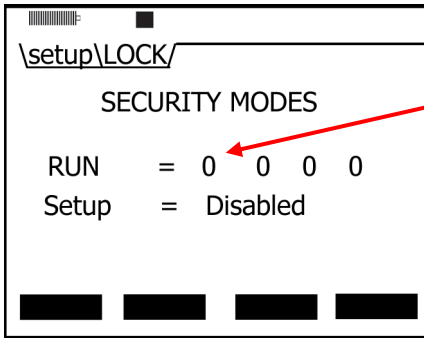 \setup\LOCK/
SECURITY MODES
RUN = 0 0 0 0
Setup = Disabled